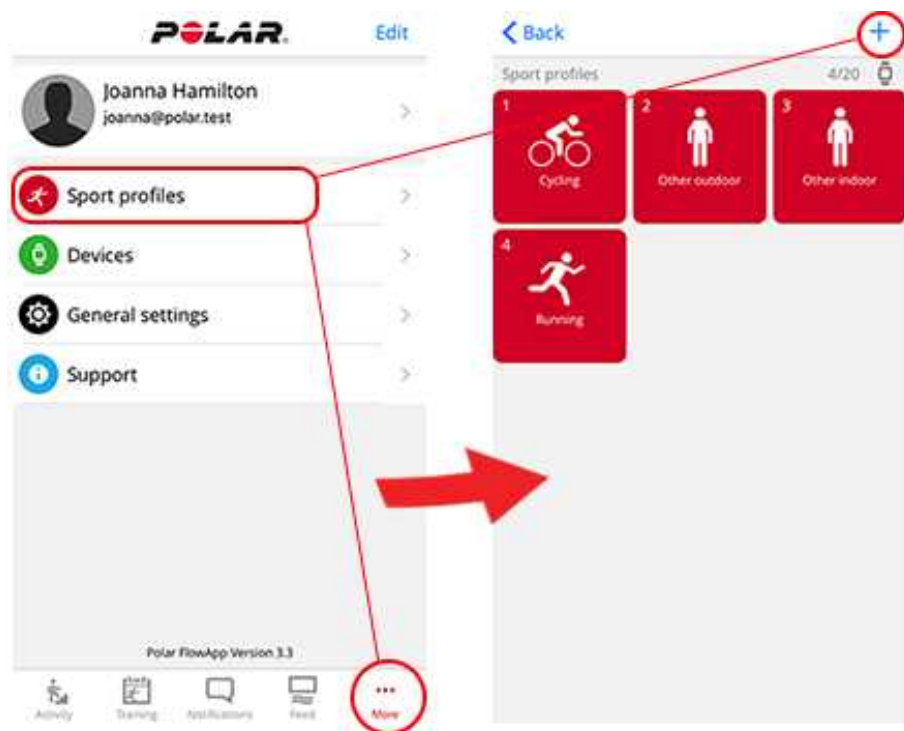 POLAR.
Edit
Joanna Hamilton
joanna@polar.test
Sport profiles
Devices
General settings
Support
Polar FlowApp Version 3.3
Activity
Training
Notifications
Feed
More
Back
+
Sport profiles
4/20
1
Cycling
2
Other outdoor
3
Other indoor
4
Running